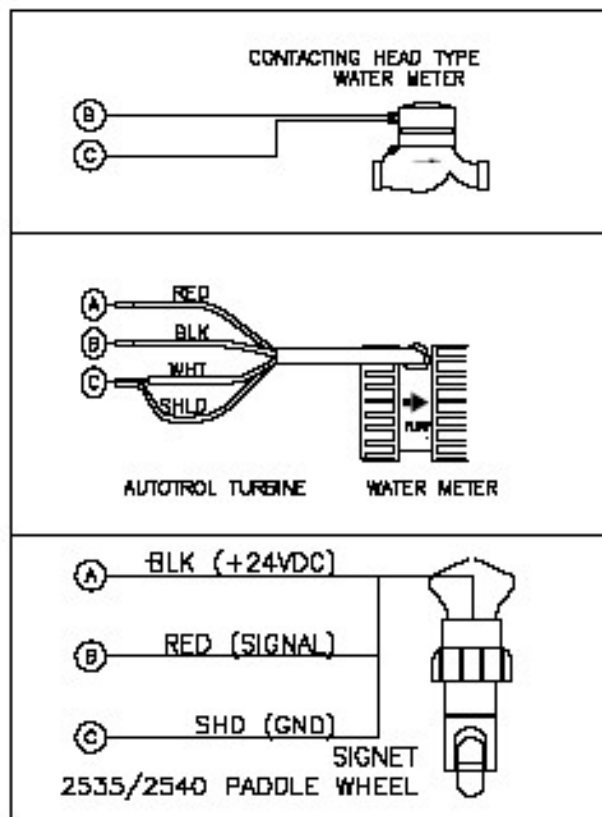 CONTACTING HEAD TYPE
WATER METER
B
C
A
RED
B
BLK
C
WHT
SHLD
AUTOTROL TURBINE
WATER METER
A
BLK (+24VDC)
B
RED (SIGNAL)
C
SHD (GND)
SIGNET
2535/2540 PADDLE WHEEL